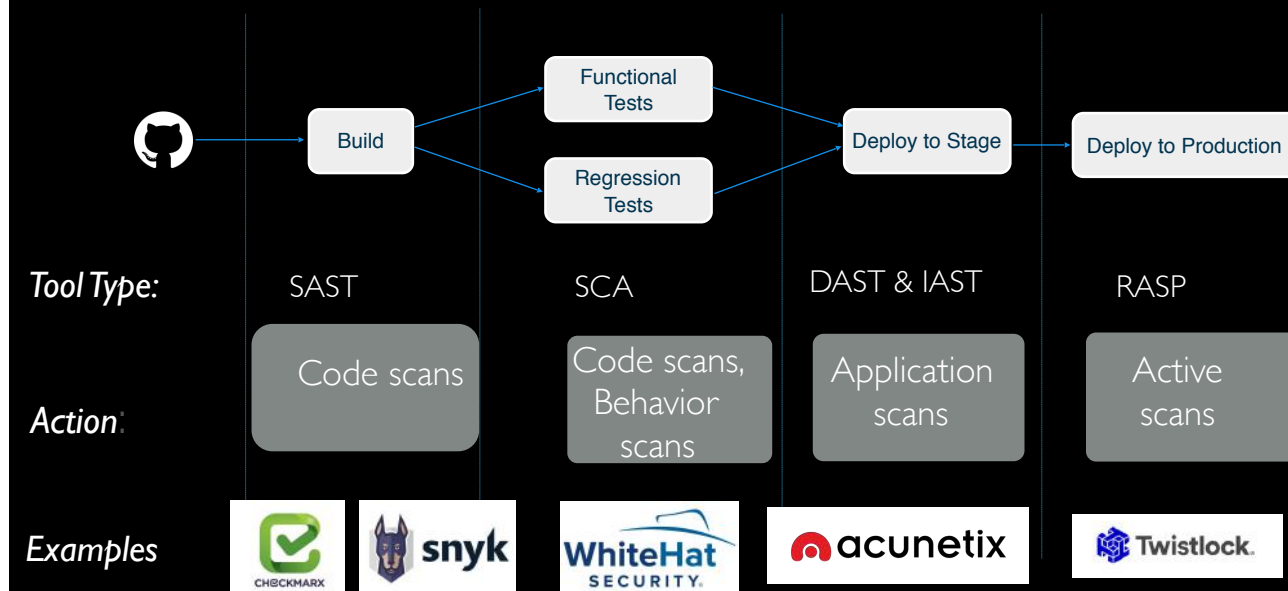 Functional
Tests
Build
Regression
Tests
Deploy to Stage
Deploy to Production
Tool Type:
SAST
SCA
DAST & IAST
RASP
Action:
Code scans
Code scans,
Behavior
scans
Application
scans
Active
scans
Examples
CHECKMARX
snyk
WhiteHat
SECURITY.
acunetix
Twistlock.